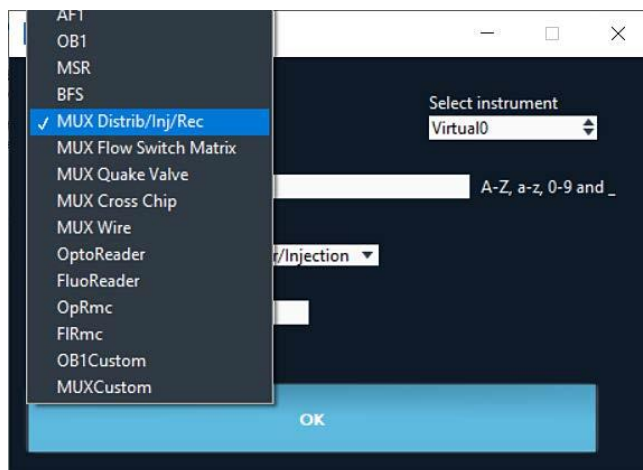 AF1
OB1
MSR
BFS
✓ MUX Distrib/Inj/Rec
MUX Flow Switch Matrix
MUX Quake Valve
MUX Cross Chip
MUX Wire
OptoReader
FluoReader
OpRmc
FlRmc
OB1Custom
MUXCustom
Select instrument
Virtual0
A-Z, a-z, 0-9 and _
r/Injection
OK